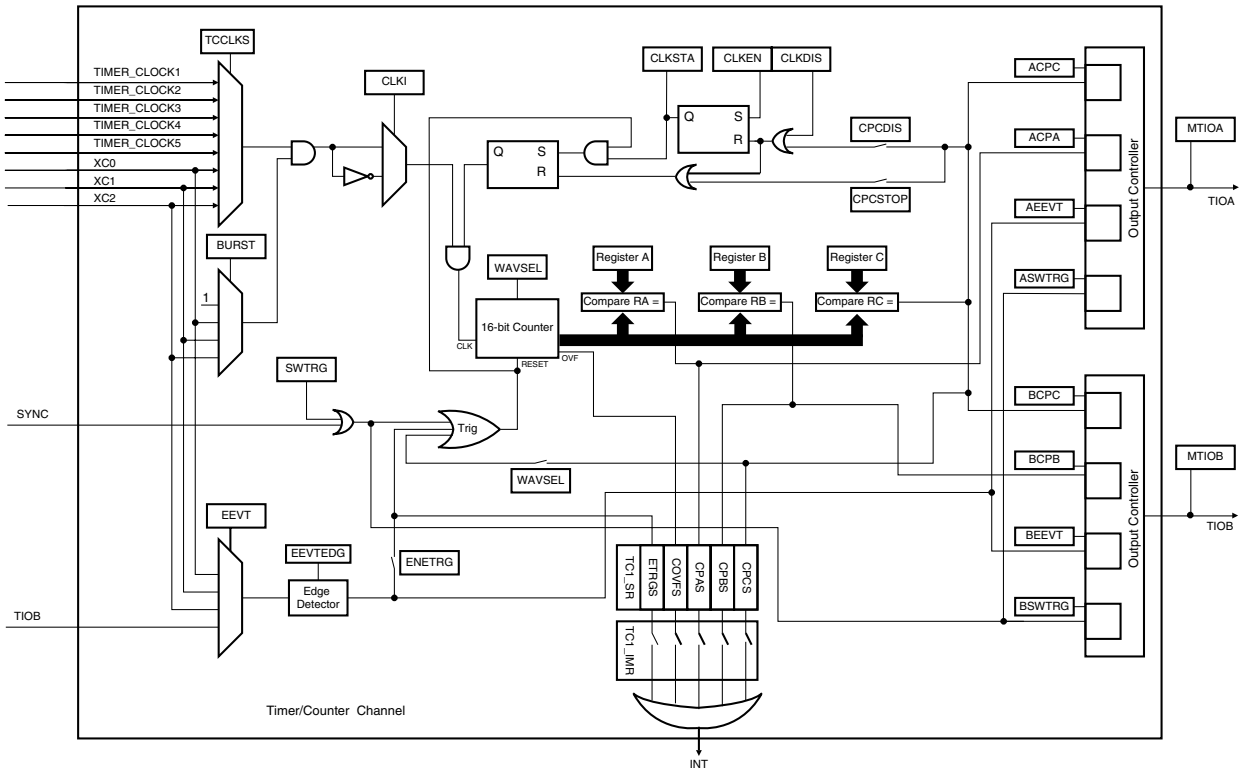 TCCLKS
TIMER_CLOCK1
TIMER_CLOCK2
TIMER_CLOCK3
TIMER_CLOCK4
TIMER_CLOCK5
XC0
XC1
XC2
CLKI
CLKSTA
CLKEN
CLKDIS
Q
S
R
Q
S
R
CPCDIS
CPCSTOP
ACPC
ACPA
AEEVT
ASWTRG
Output Controller
MTIOA
TIOA
BURST
1
WAVSEL
Register A
Register B
Register C
Compare RA =
Compare RB =
Compare RC =
16-bit Counter
CLK
RESET
OVF
SWTRG
SYNC
Trig
WAVSEL
BCPC
BCPB
BEEVT
BSWTRG
Output Controller
MTIOB
TIOB
EEVT
EEVTEDG
Edge
Detector
ENETRG
TIOB
TC1_SR
ETRGS
COVFS
CPAS
CPBS
CPCS
TC1_IMR
Timer/Counter Channel
INT